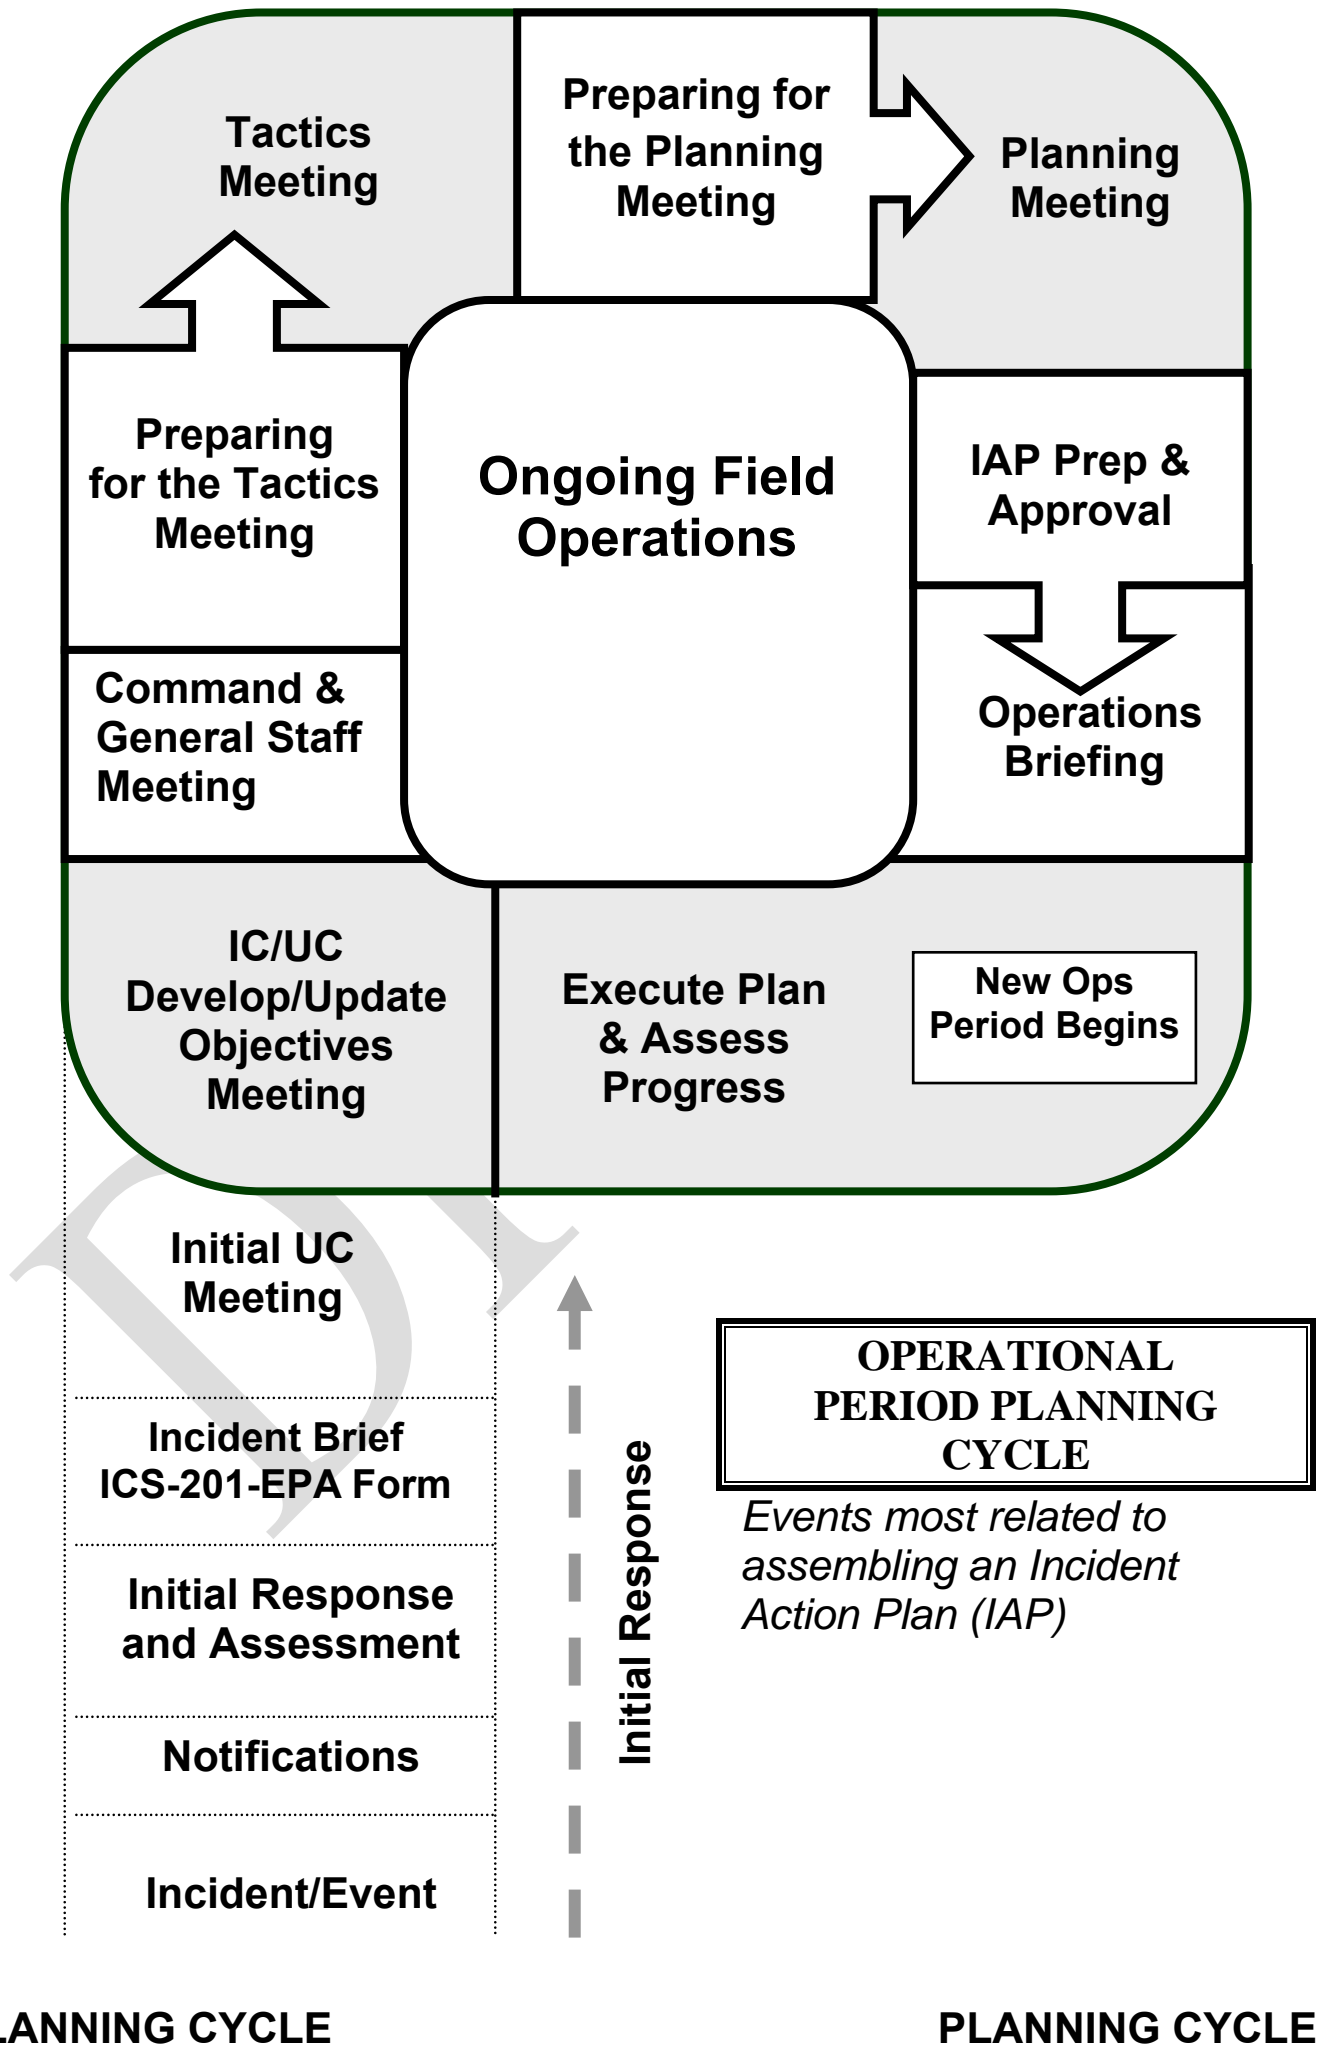 Tactics
Meeting
Preparing for
the Planning
Meeting
Planning
Meeting
Preparing
for the Tactics
Meeting
Ongoing Field
Operations
IAP Prep &
Approval
Command &
General Staff
Meeting
Operations
Briefing
IC/UC
Develop/Update
Objectives
Meeting
Execute Plan
& Assess
Progress
New Ops
Period Begins
Initial UC
Meeting
Incident Brief
ICS-201-EPA Form
Initial Response
and Assessment
Notifications
Incident/Event
Initial Response
OPERATIONAL
PERIOD PLANNING
CYCLE
Events most related to
assembling an Incident
Action Plan (IAP)
LANNING CYCLE
PLANNING CYCLE